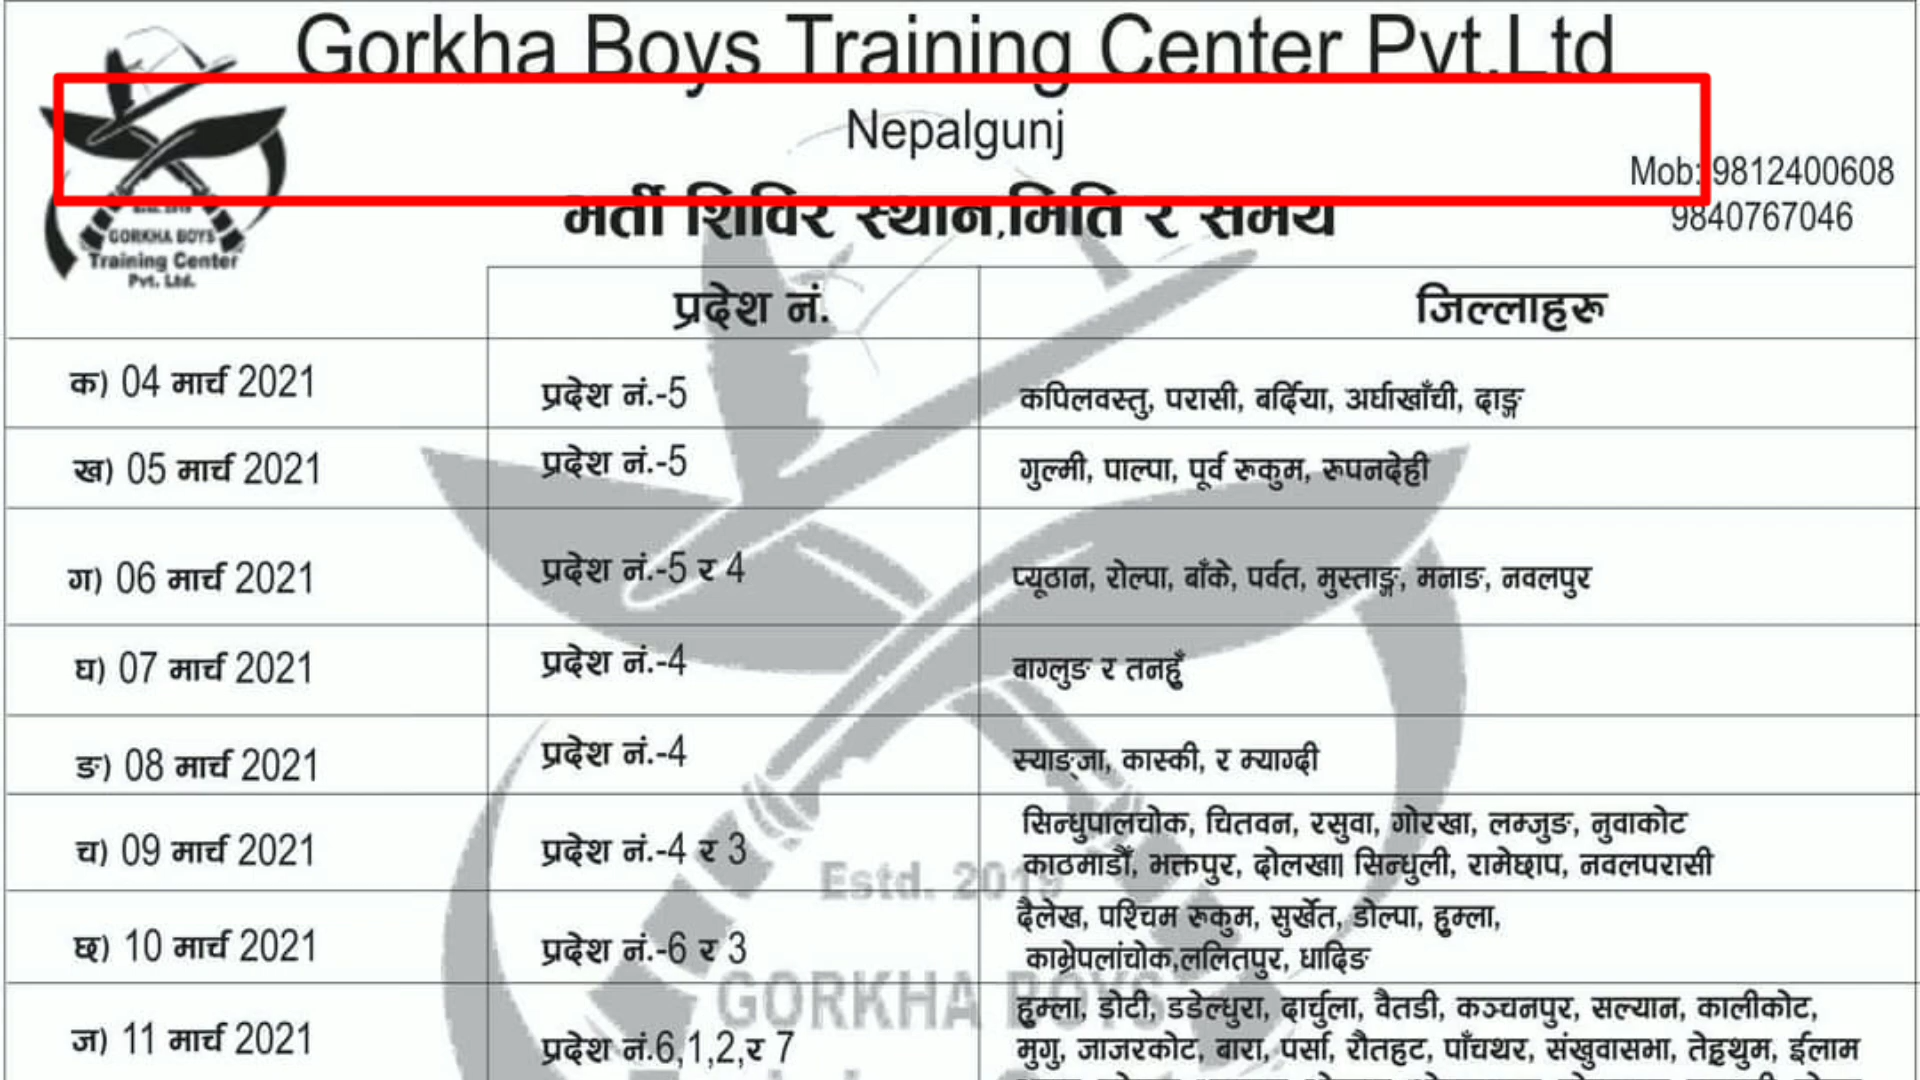 Gorkha Boys Training Center Pvt.Ltd
Nepalgunj
Mob: 9812400608
9840767046
भर्ती शिविर स्थान,मिति र समय
GORKHA BOYS
Training Center
Pvt. Ltd.
प्रदेश नं. जिल्लाहरू
क) 04 मार्च 2021 प्रदेश नं.-5 कपिलवस्तु, परासी, बर्दिया, अर्घाखाँची, दाङ्ग
ख) 05 मार्च 2021 प्रदेश नं.-5 गुल्मी, पाल्पा, पूर्व रूकुम, रूपनदेही
ग) 06 मार्च 2021 प्रदेश नं.-5 र 4 प्यूठान, रोल्पा, बाँके, पर्वत, मुस्ताङ्ग, मनाङ, नवलपुर
घ) 07 मार्च 2021 प्रदेश नं.-4 बाग्लुङ र तनहुँ
ङ) 08 मार्च 2021 प्रदेश नं.-4 स्याङ्जा, कास्की, र म्याग्दी
च) 09 मार्च 2021 प्रदेश नं.-4 र 3 सिन्धुपालचोक, चितवन, रसुवा, गोरखा, लम्जुङ, नुवाकोट
काठमाडौं, भक्तपुर, दोलखा| सिन्धुली, रामेछाप, नवलपरासी
Estd. 2019
छ) 10 मार्च 2021 प्रदेश नं.-6 र 3 दैलेख, पश्चिम रूकुम, सुर्खेत, डोल्पा, हुम्ला,
काभ्रेपलांचोक,ललितपुर, धादिङ
GORKHA BOYS
ज) 11 मार्च 2021 प्रदेश नं.6,1,2,र 7 हुम्ला, डोटी, डडेल्धुरा, दार्चुला, वैतडी, कञ्चनपुर, सल्यान, कालीकोट,
मुगु, जाजरकोट, बारा, पर्सा, रौतहट, पाँचथर, संखुवासभा, तेह्रथुम, ईलाम